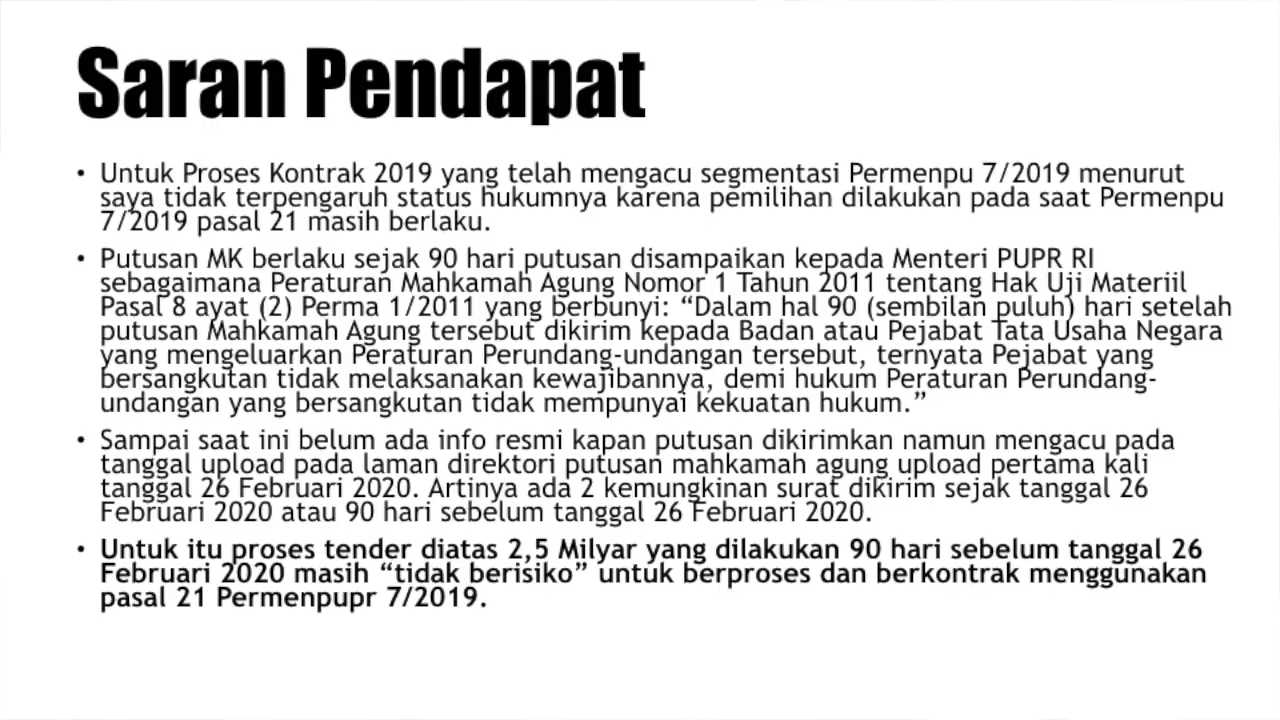 Saran Pendapat
• Untuk Proses Kontrak 2019 yang telah mengacu segmentasi Permenpu 7/2019 menurut
saya tidak terpengaruh status hukumnya karena pemilihan dilakukan pada saat Permenpu
7/2019 pasal 21 masih berlaku.
• Putusan MK berlaku sejak 90 hari putusan disampaikan kepada Menteri PUPR RI
sebagaimana Peraturan Mahkamah Agung Nomor 1 Tahun 2011 tentang Hak Uji Materiil
Pasal 8 ayat (2) Perma 1/2011 yang berbunyi: “Dalam hal 90 (sembilan puluh) hari setelah
putusan Mahkamah Agung tersebut dikirim kepada Badan atau Pejabat Tata Usaha Negara
yang mengeluarkan Peraturan Perundang-undangan tersebut, ternyata Pejabat yang
bersangkutan tidak melaksanakan kewajibannya, demi hukum Peraturan Perundang-
undangan yang bersangkutan tidak mempunyai kekuatan hukum.”
• Sampai saat ini belum ada info resmi kapan putusan dikirimkan namun mengacu pada
tanggal upload pada laman direktori putusan mahkamah agung upload pertama kali
tanggal 26 Februari 2020. Artinya ada 2 kemungkinan surat dikirim sejak tanggal 26
Februari 2020 atau 90 hari sebelum tanggal 26 Februari 2020.
• Untuk itu proses tender diatas 2,5 Milyar yang dilakukan 90 hari sebelum tanggal 26
Februari 2020 masih “tidak berisiko” untuk berproses dan berkontrak menggunakan
pasal 21 Permenpupr 7/2019.